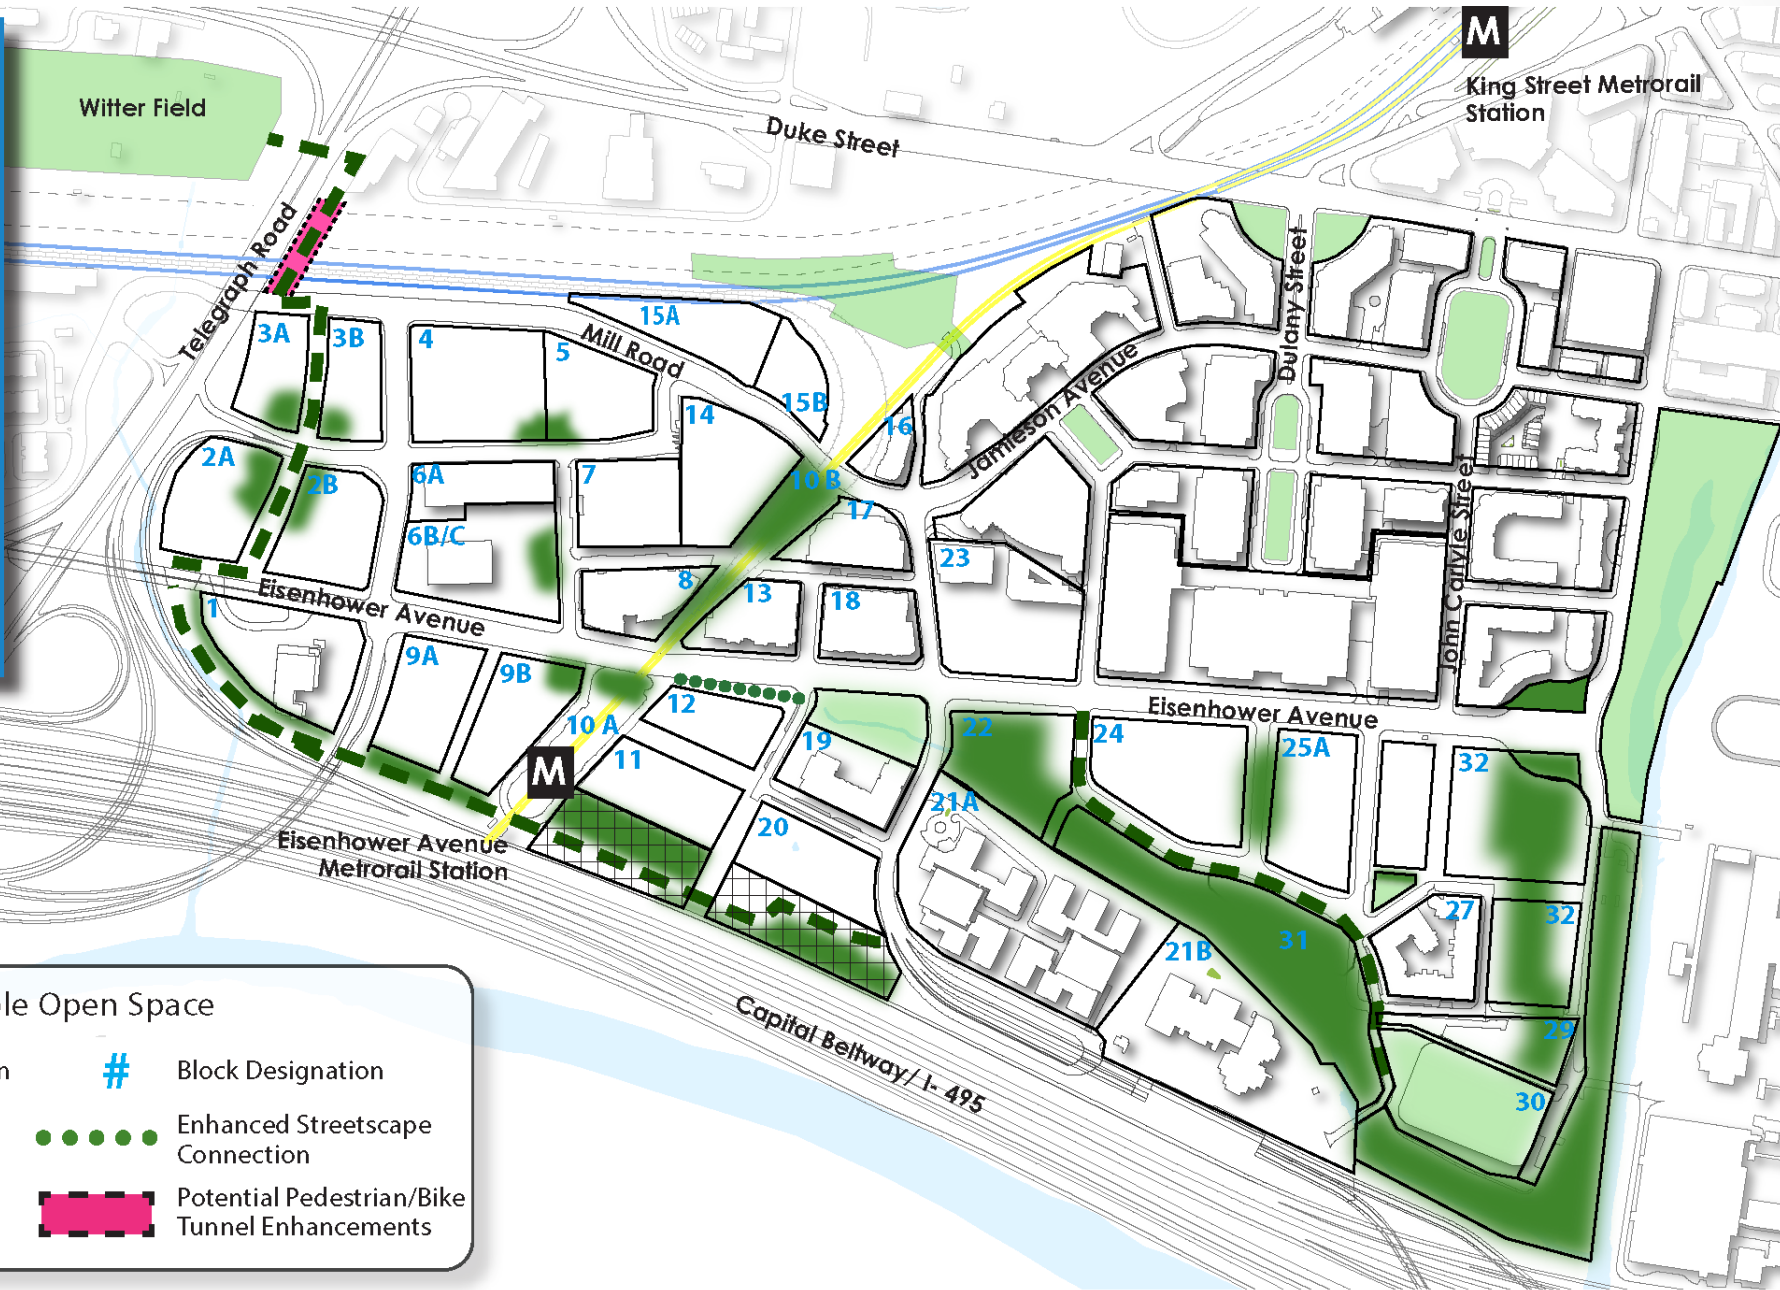 M
King Street Metrorail
Station
Witter Field
Duke Street
Telegraph Road
Dulany Street
3A
3B
4
5
Mill Road
15A
15B
14
16
Jamieson Avenue
2A
2B
6A
7
10 B
17
6B/C
John Carlyle Street
23
8
13
18
1
Eisenhower Avenue
9A
9B
12
10 A
Eisenhower Avenue
22
24
25A
32
19
11
M
21A
20
Eisenhower Avenue
Metrorail Station
27
32
31
21B
29
30
Capital Beltway/ I- 495
le Open Space
n
#
Block Designation
Enhanced Streetscape
Connection
Potential Pedestrian/Bike
Tunnel Enhancements